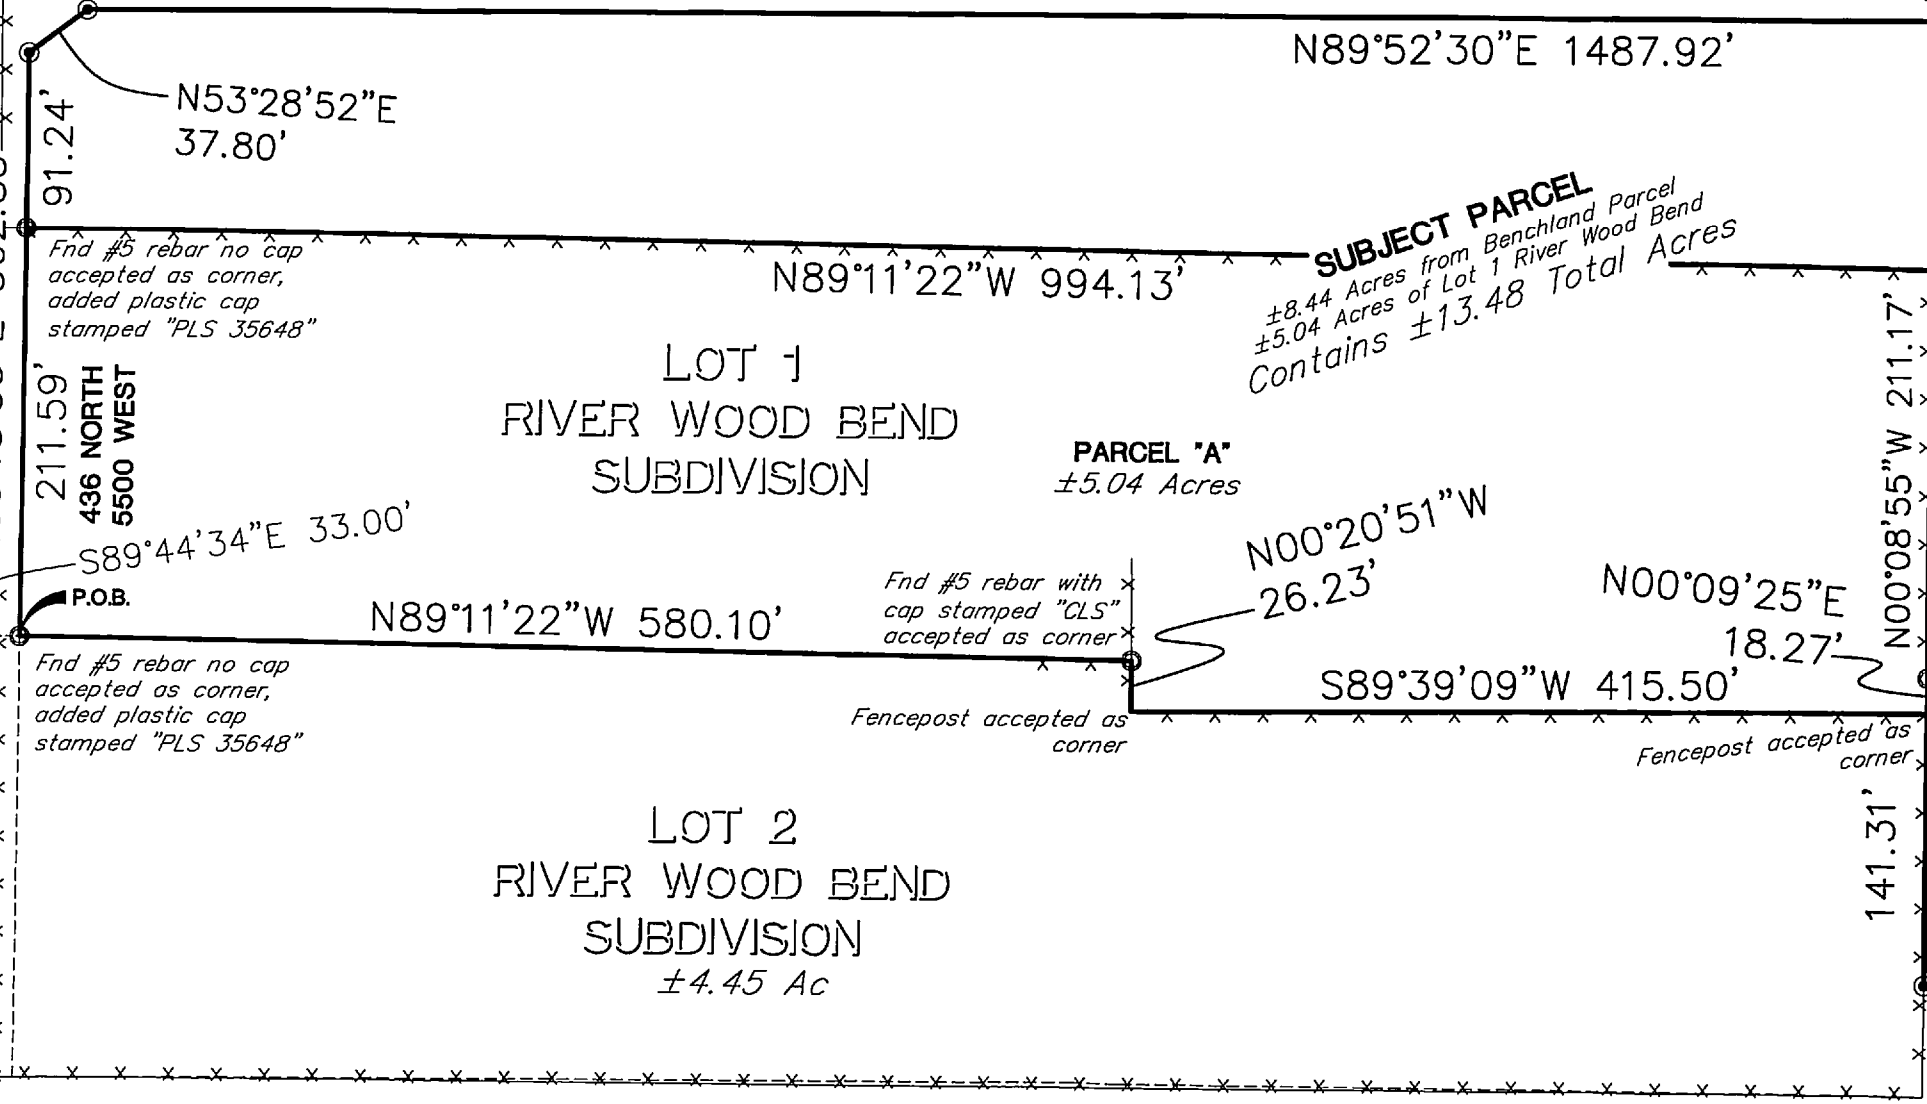 N89°52'30"E 1487.92'
N53°28'52"E
37.80'
91.24'
Fnd #5 rebar no cap
accepted as corner,
added plastic cap
stamped "PLS 35648"
N89°11'22"W 994.13'
SUBJECT PARCEL
±8.44 Acres from Benchland Parcel
±5.04 Acres of Lot 1 River Wood Bend
Contains ±13.48 Total Acres
N00°08'55"W 211.17'
LOT 1
RIVER WOOD BEND
SUBDIVISION
PARCEL "A"
±5.04 Acres
211.59'
436 NORTH
5500 WEST
S89°44'34"E 33.00'
P.O.B.
N89°11'22"W 580.10'
Fnd #5 rebar with
cap stamped "CLS"
accepted as corner
N00°20'51"W
26.23'
N00°09'25"E
18.27'
S89°39'09"W 415.50'
Fnd #5 rebar no cap
accepted as corner,
added plastic cap
stamped "PLS 35648"
Fencepost accepted as
corner
Fencepost accepted as
corner
141.31'
LOT 2
RIVER WOOD BEND
SUBDIVISION
±4.45 Ac